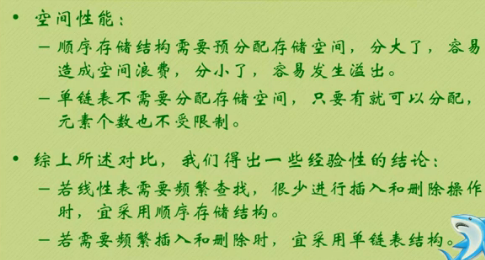 • 空间性能：
– 顺序存储结构需要预分配存储空间，分大了，容易
造成空间浪费，分小了，容易发生溢出。
– 单链表不需要分配存储空间，只要有就可以分配，
元素个数也不受限制。
• 综上所述对比，我们得出一些经验性的结论：
– 若线性表需要频繁查找，很少进行插入和删除操作
时，宜采用顺序存储结构。
– 若需要频繁插入和删除时，宜采用单链表结构。